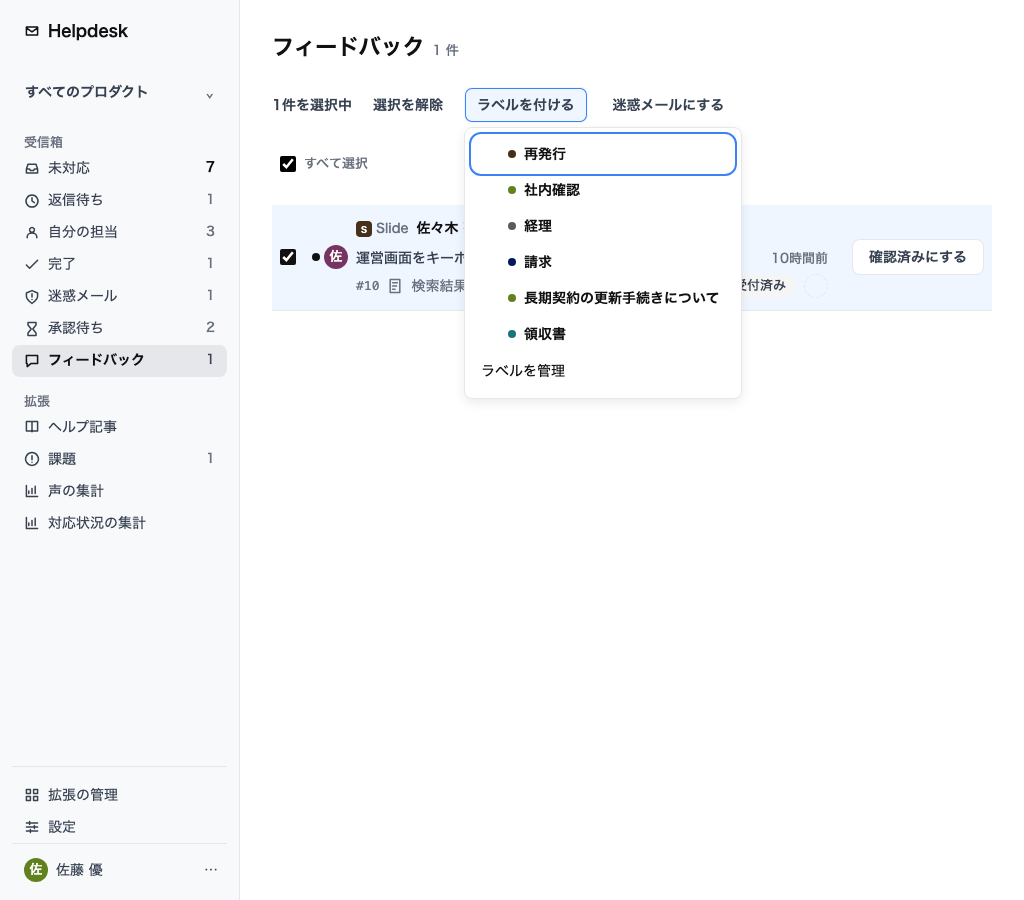 Helpdesk
すべてのプロダクト
受信箱
未対応 7
返信待ち 1
自分の担当 3
完了 1
迷惑メール 1
承認待ち 2
フィードバック 1
拡張
ヘルプ記事
課題 1
声の集計
対応状況の集計
拡張の管理
設定
佐 佐藤 優 …
フィードバック 1 件
1件を選択中 選択を解除 ラベルを付ける 迷惑メールにする
すべて選択
再発行
社内確認
経理
請求
長期契約の更新手続きについて
領収書
ラベルを管理
s Slide 佐々木
佐 運営画面をキーボ 10時間前 確認済みにする
#10 検索結果 受付済み